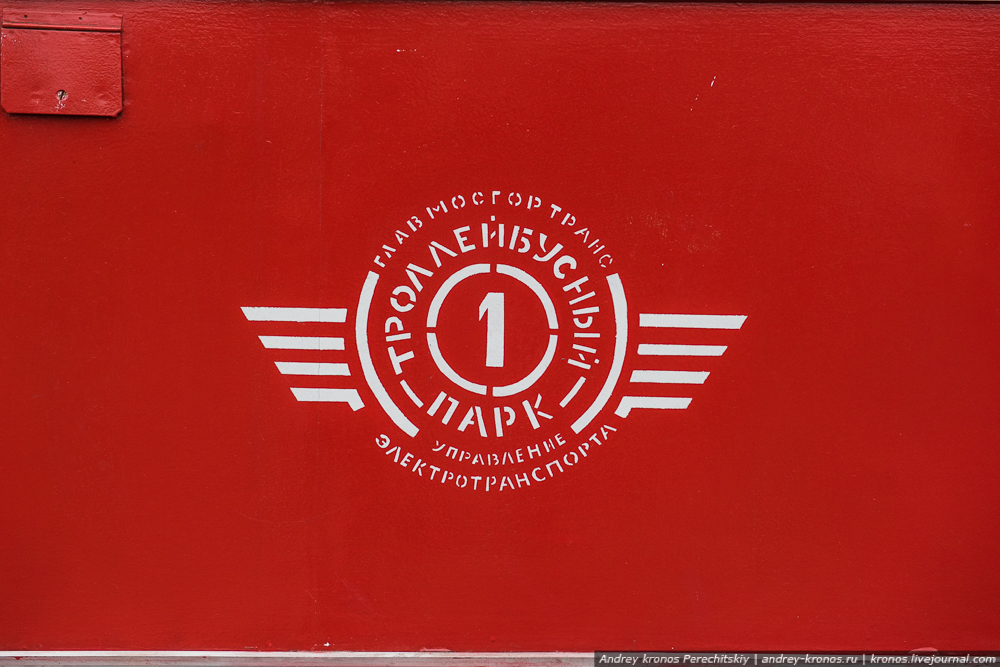 ГЛАВМОСГОРТРАНС
ТРОЛЛЕЙБУСНЫЙ
1
ПАРК
УПРАВЛЕНИЕ
ЭЛЕКТРОТРАНСПОРТА
Andrey kronos Perechitskiy | andrey-kronos.ru | kronos.livejournal.com